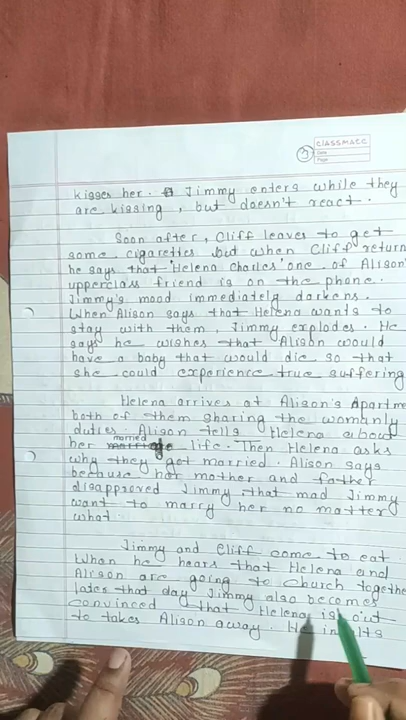 CLASSMATE
3 Date
Page
kisses her. Jimmy enters while they
are kissing, but doesn't react.
Soon after, Cliff leaves to get
some cigarettes but when Cliff return
he says that 'Helena charles' one of Alison'
upperclass friend is on the phone.
Jimmy's mood immediately darkens.
When Alison says that Helena wants to
stay with them, Jimmy explodes. He
says he wishes that Alison would
have a baby that would die so that
she could experience true suffering
Helena arrives at Alison's Apartme
both of them sharing the womanly
duties. Alison tells Helena about
her married life. Then Helena asks
why they got married. Alison says
because her mother and father
disapproved Jimmy that mad Jimmy
want to marry her no matter
what.
Jimmy and Cliff come to eat.
When he hears that Helena and
Alison are going to Church togethe
later that day Jimmy also becomes
convinced that Helena is out
to takes Alison away. He